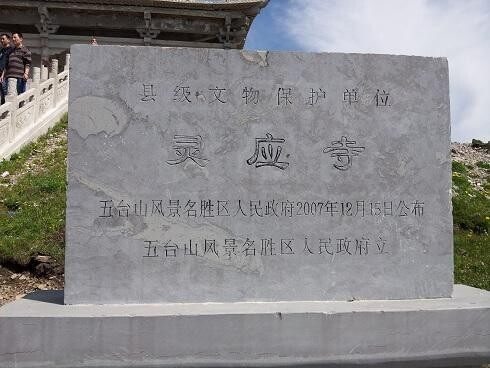 县级文物保护单位
灵应寺
五台山风景名胜区人民政府2007年12月15日公布
五台山风景名胜区人民政府立